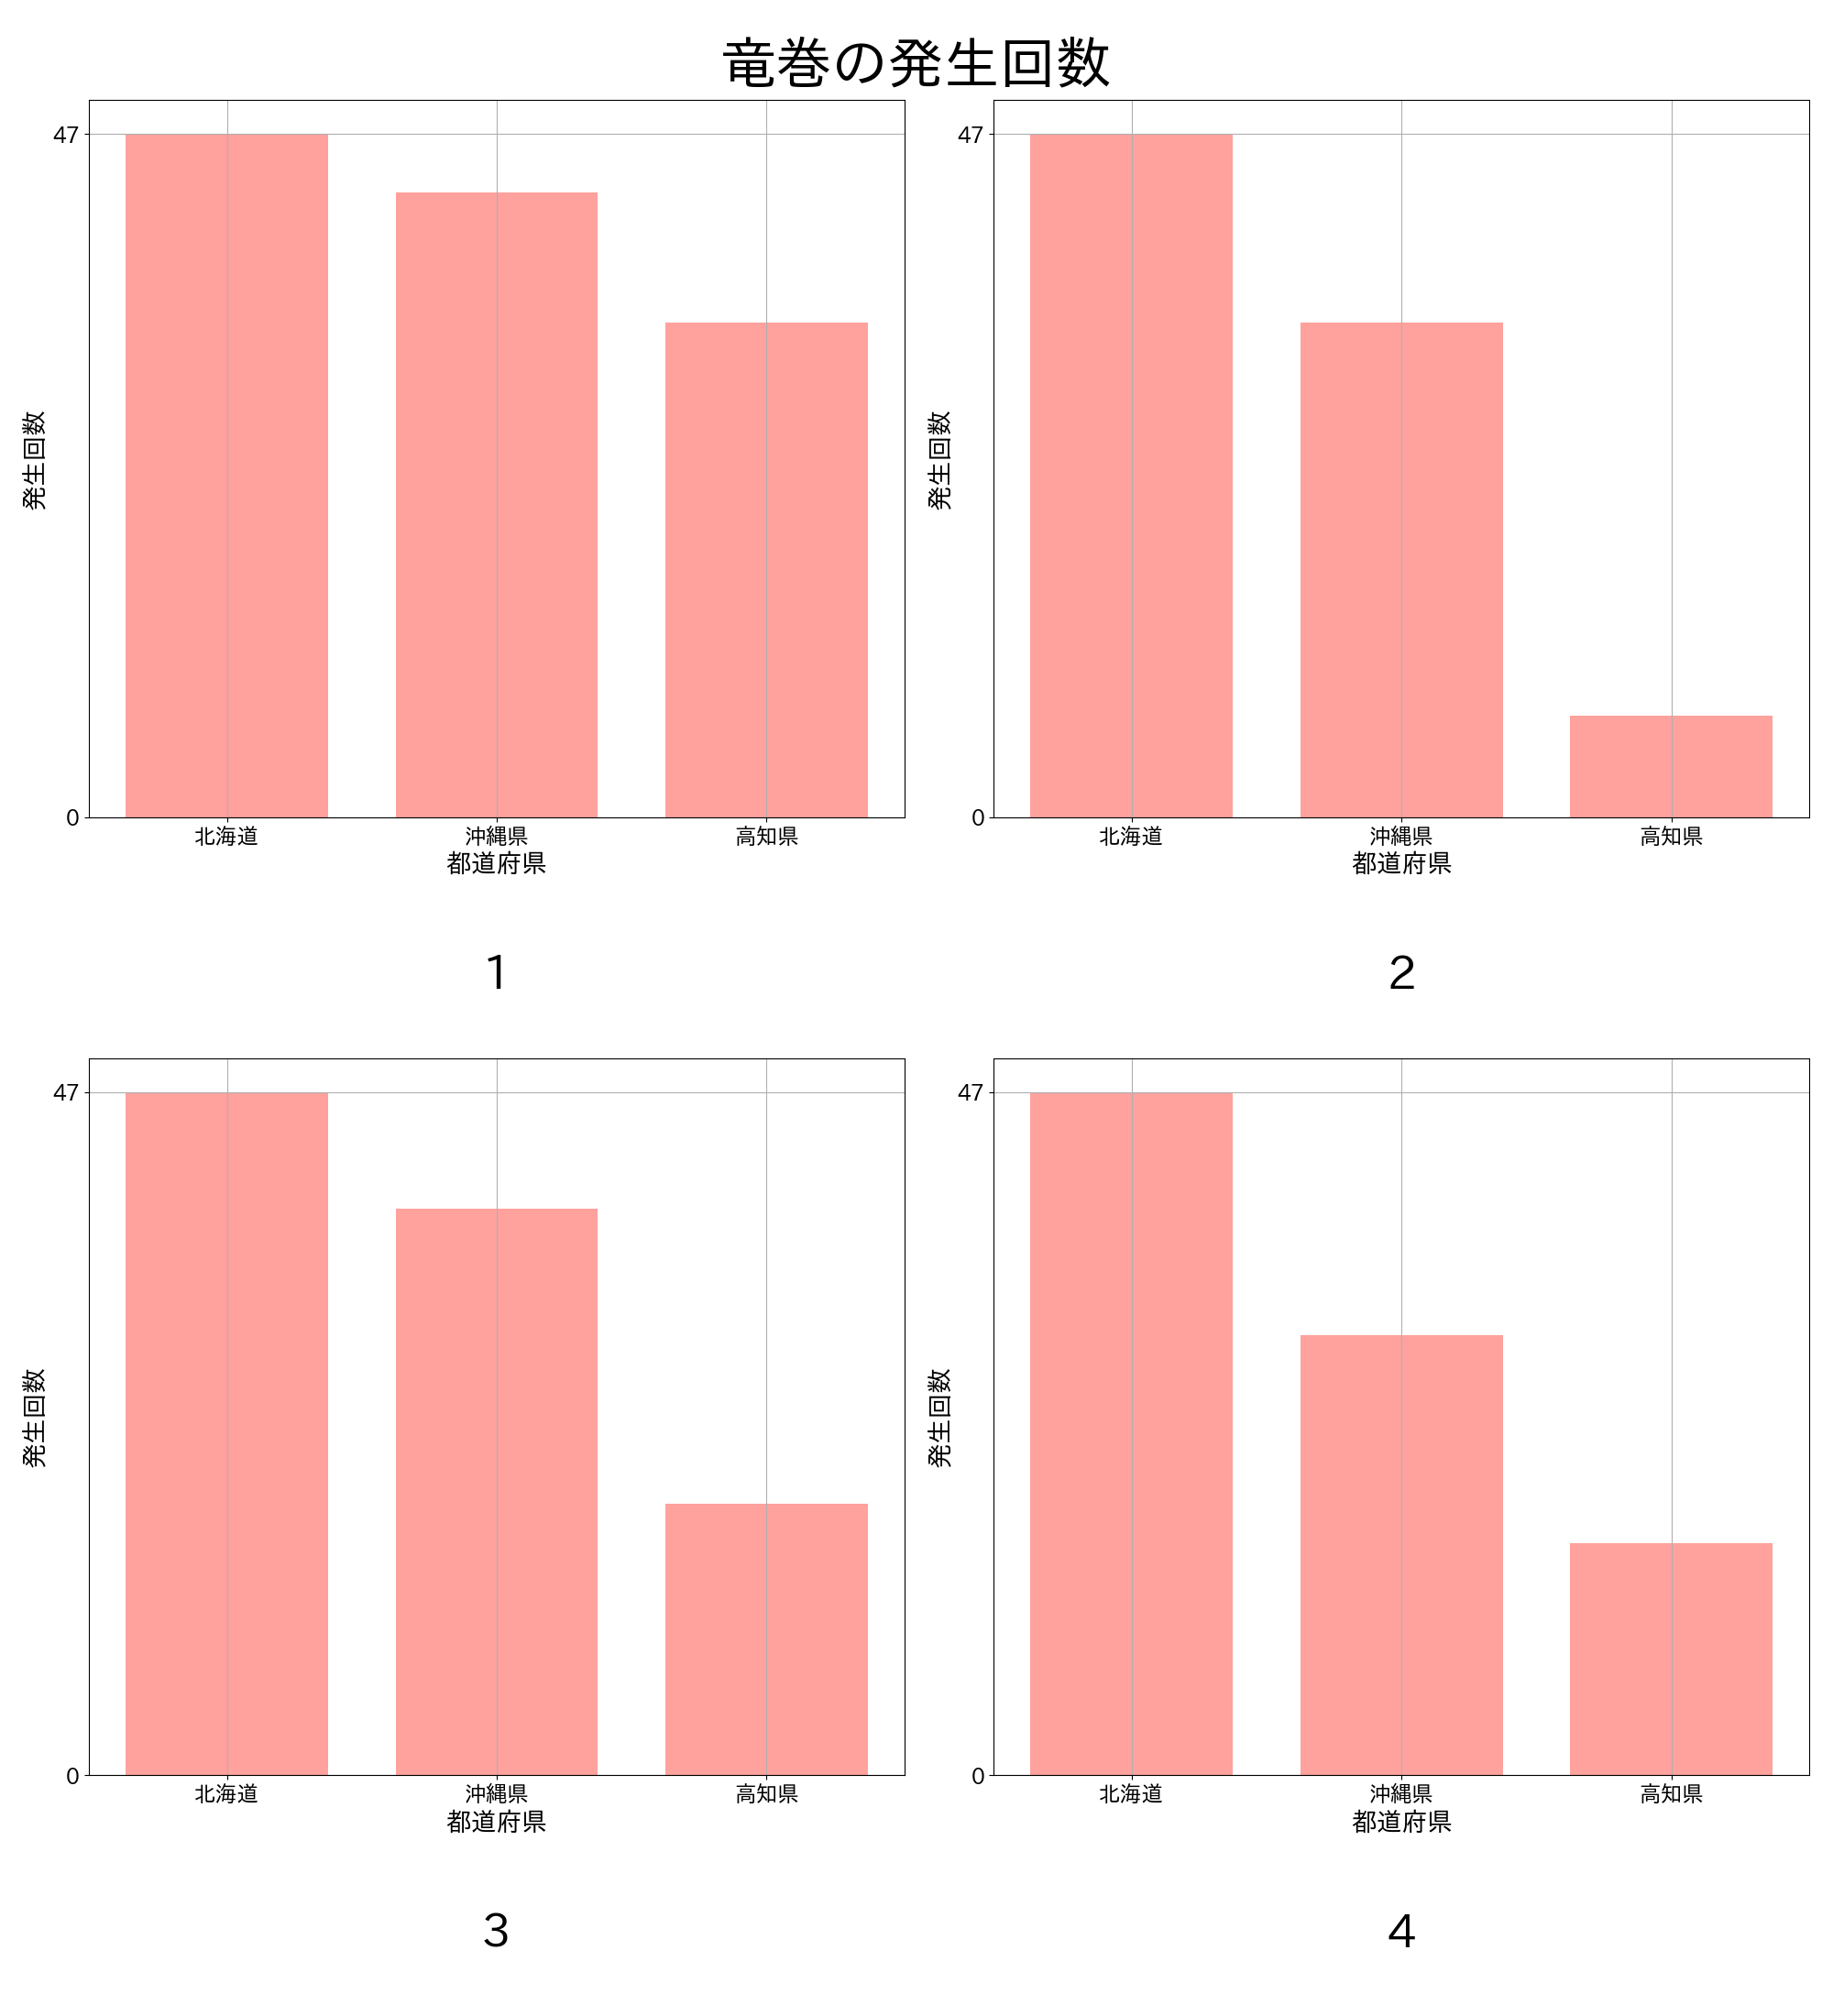 竜巻の発生回数
47
0
発生回数
北海道 沖縄県 高知県
都道府県
1
47
0
発生回数
北海道 沖縄県 高知県
都道府県
2
47
0
発生回数
北海道 沖縄県 高知県
都道府県
3
47
0
発生回数
北海道 沖縄県 高知県
都道府県
4